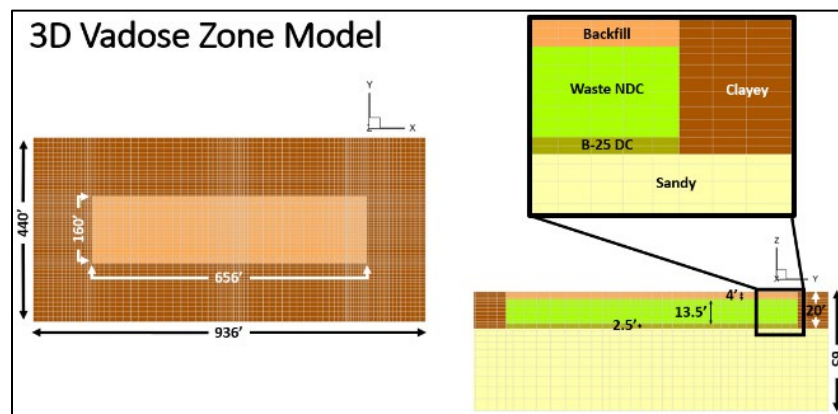 3D Vadose Zone Model
Y
Z
X
440'
160'
656'
936'
Backfill
Waste NDC
Clayey
B-25 DC
Sandy
Z
X
Y
4'
13.5'
20'
2.5'